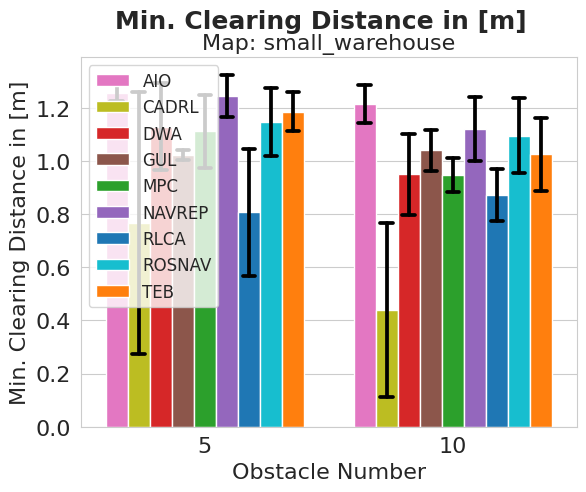 Min. Clearing Distance in [m]
Map: small_warehouse
Min. Clearing Distance in [m]
1.2
1.0
0.8
0.6
0.4
0.2
0.0
AIO
CADRL
DWA
GUL
MPC
NAVREP
RLCA
ROSNAV
TEB
5
10
Obstacle Number